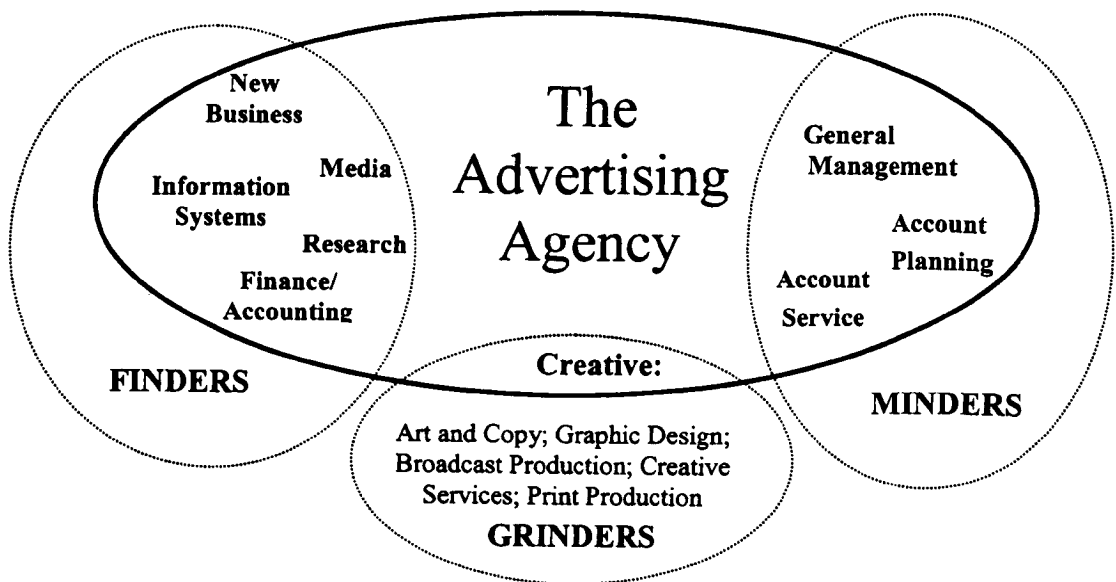 New
Business
Media
Information
Systems
Research
Finance/
Accounting
FINDERS
The
Advertising
Agency
General
Management
Account
Planning
Account
Service
MINDERS
Creative:
Art and Copy; Graphic Design;
Broadcast Production; Creative
Services; Print Production
GRINDERS